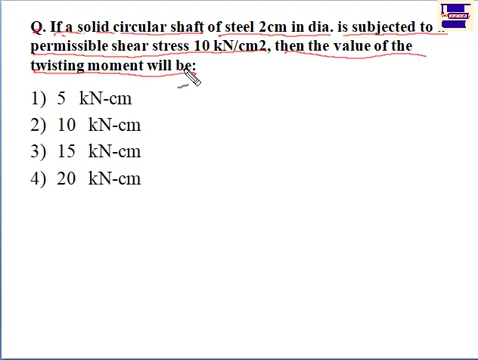 Q. If a solid circular shaft of steel 2cm in dia. is subjected to
permissible shear stress 10 kN/cm2, then the value of the
twisting moment will be:
1) 5 kN-cm
2) 10 kN-cm
3) 15 kN-cm
4) 20 kN-cm